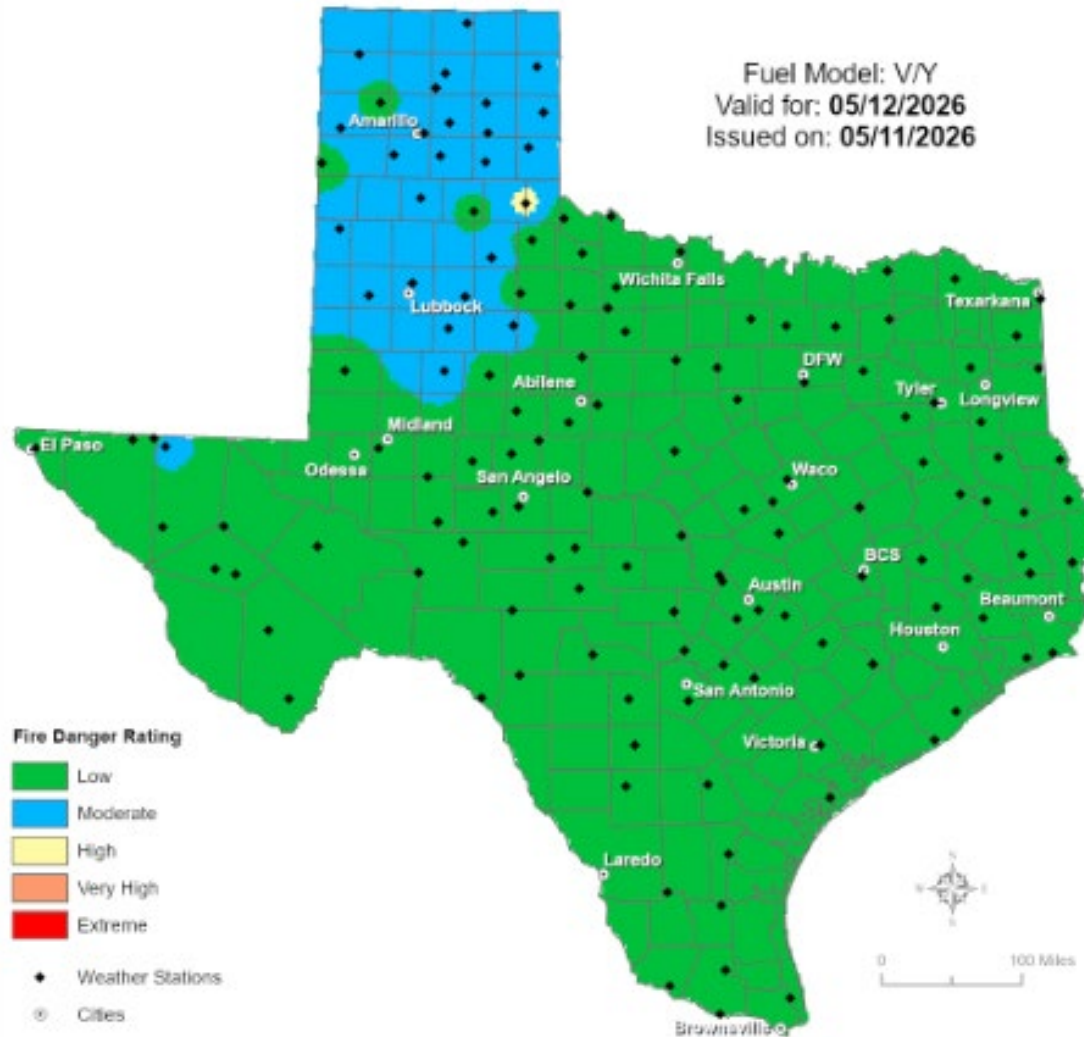 Fuel Model: V/Y
Valid for: 05/12/2026
Issued on: 05/11/2026
Amarillo
Wichita Falls
Lubbock
Texarkana
DFW
Abilene
Tyler
Longview
Midland
El Paso
Odessa
San Angelo
Waco
BCS
Austin
Beaumont
Houston
San Antonio
Victoria
Laredo
Brownsville
Fire Danger Rating
Low
Moderate
High
Very High
Extreme
Weather Stations
Cities
N
W E
S
0 100 Miles